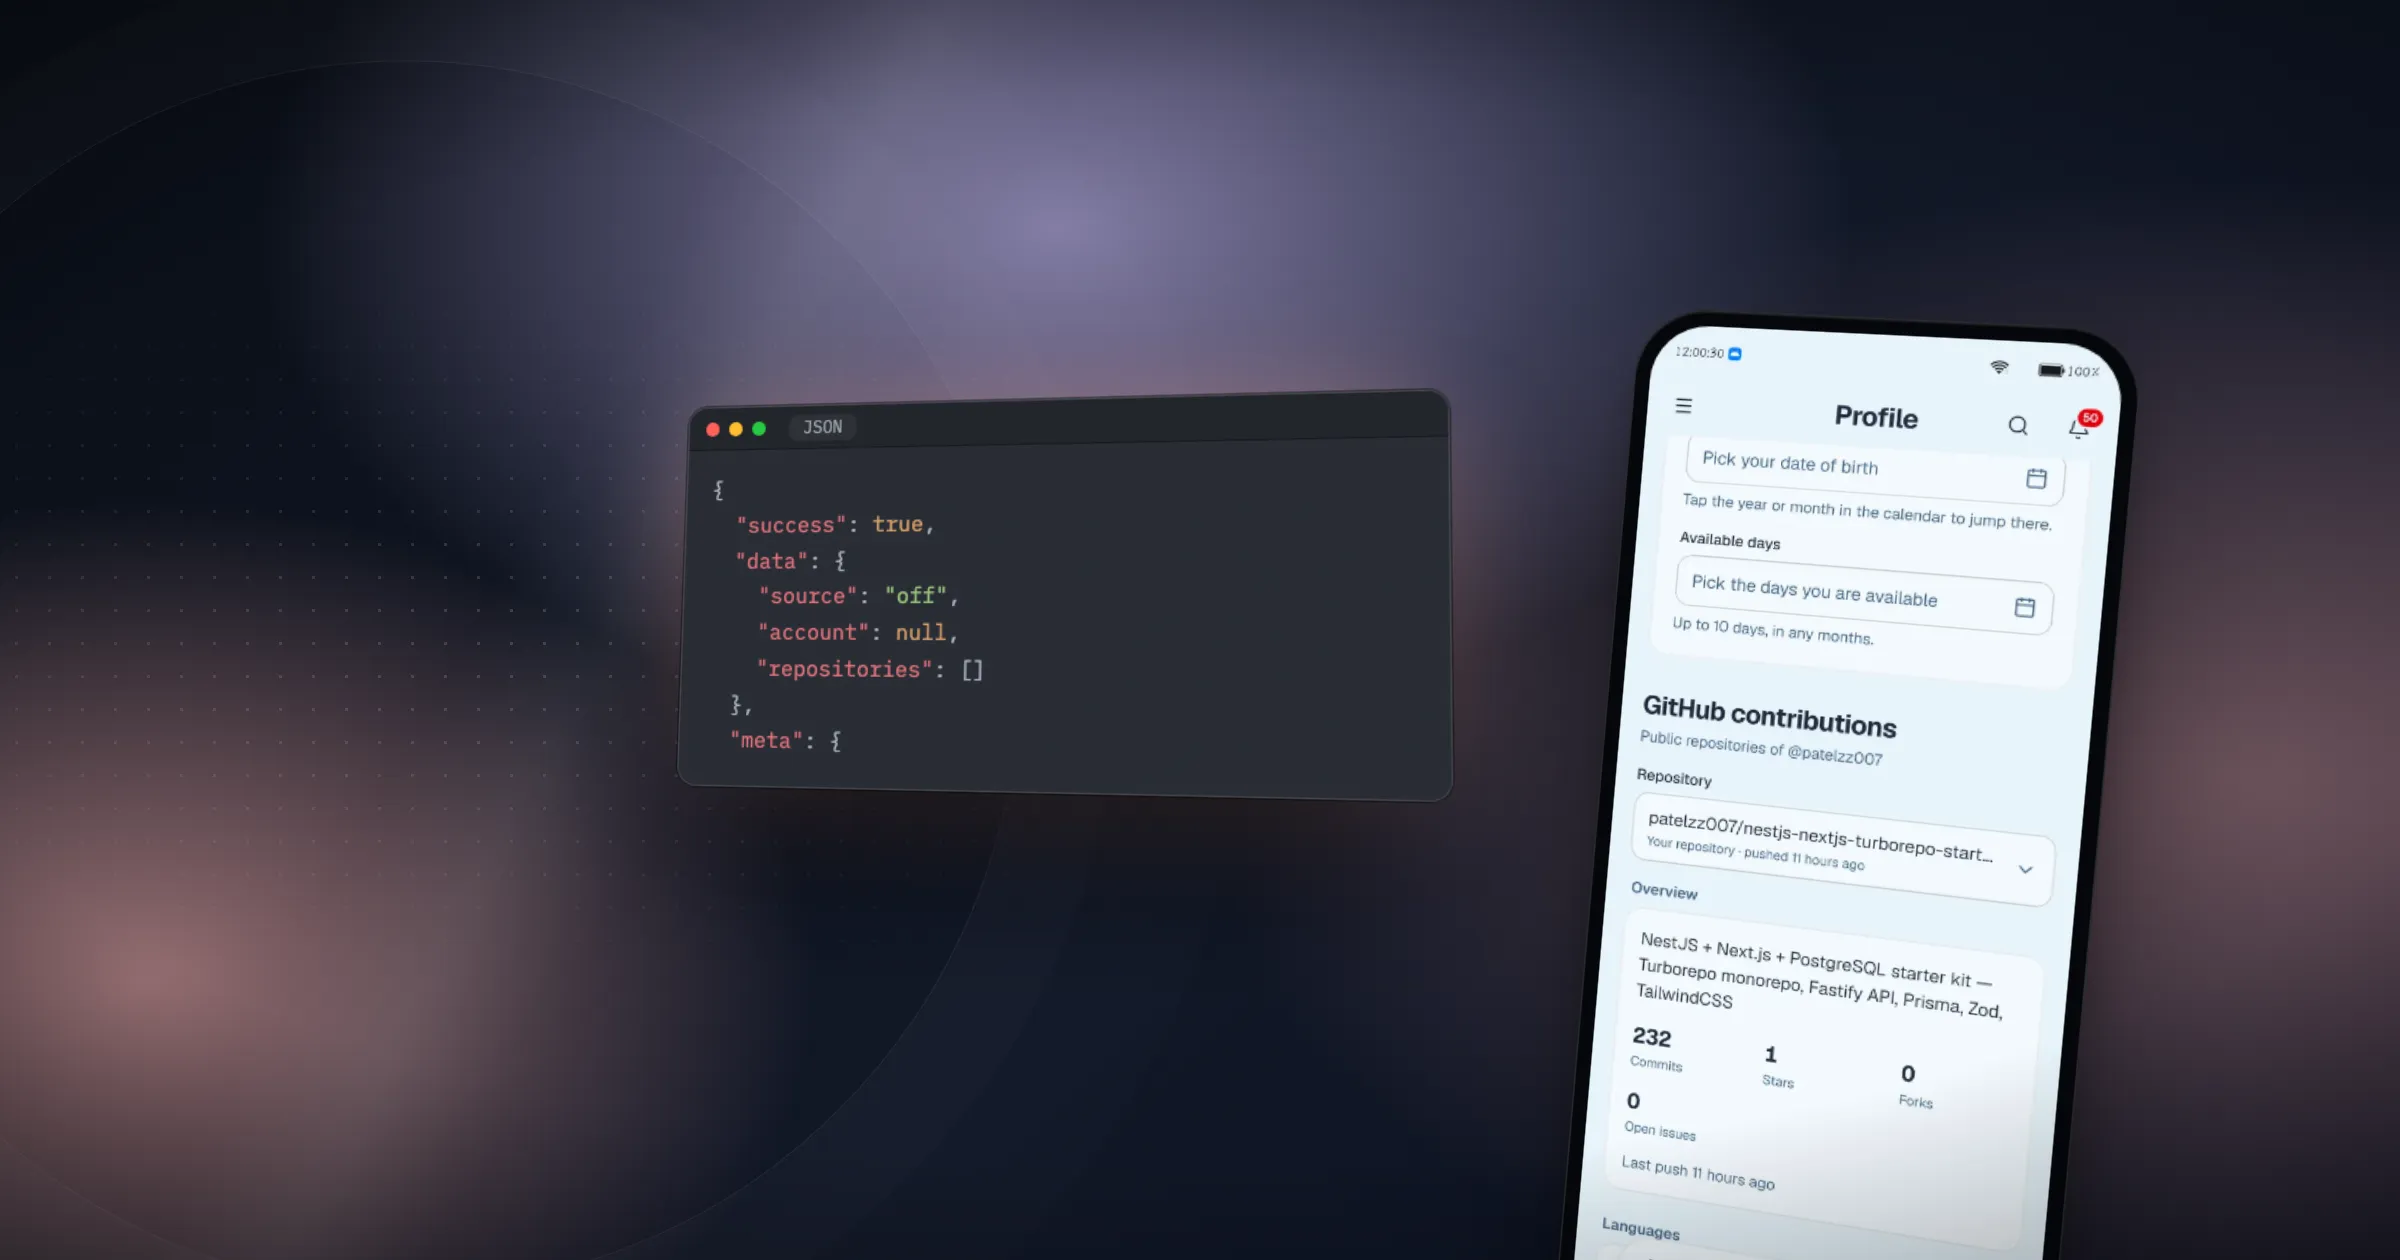 JSON
{
"success": true,
"data": {
"source": "off",
"account": null,
"repositories": []
},
"meta": {
12:00:30
100%
Profile
50
Pick your date of birth
Tap the year or month in the calendar to jump there.
Available days
Pick the days you are available
Up to 10 days, in any months.
GitHub contributions
Public repositories of @patelzz007
Repository
patelzz007/nestjs-nextjs-turborepo-start...
Your repository · pushed 11 hours ago
Overview
NestJS + Next.js + PostgreSQL starter kit —
Turborepo monorepo, Fastify API, Prisma, Zod,
TailwindCSS
232
Commits
1
Stars
0
Forks
0
Open issues
Last push 11 hours ago
Languages